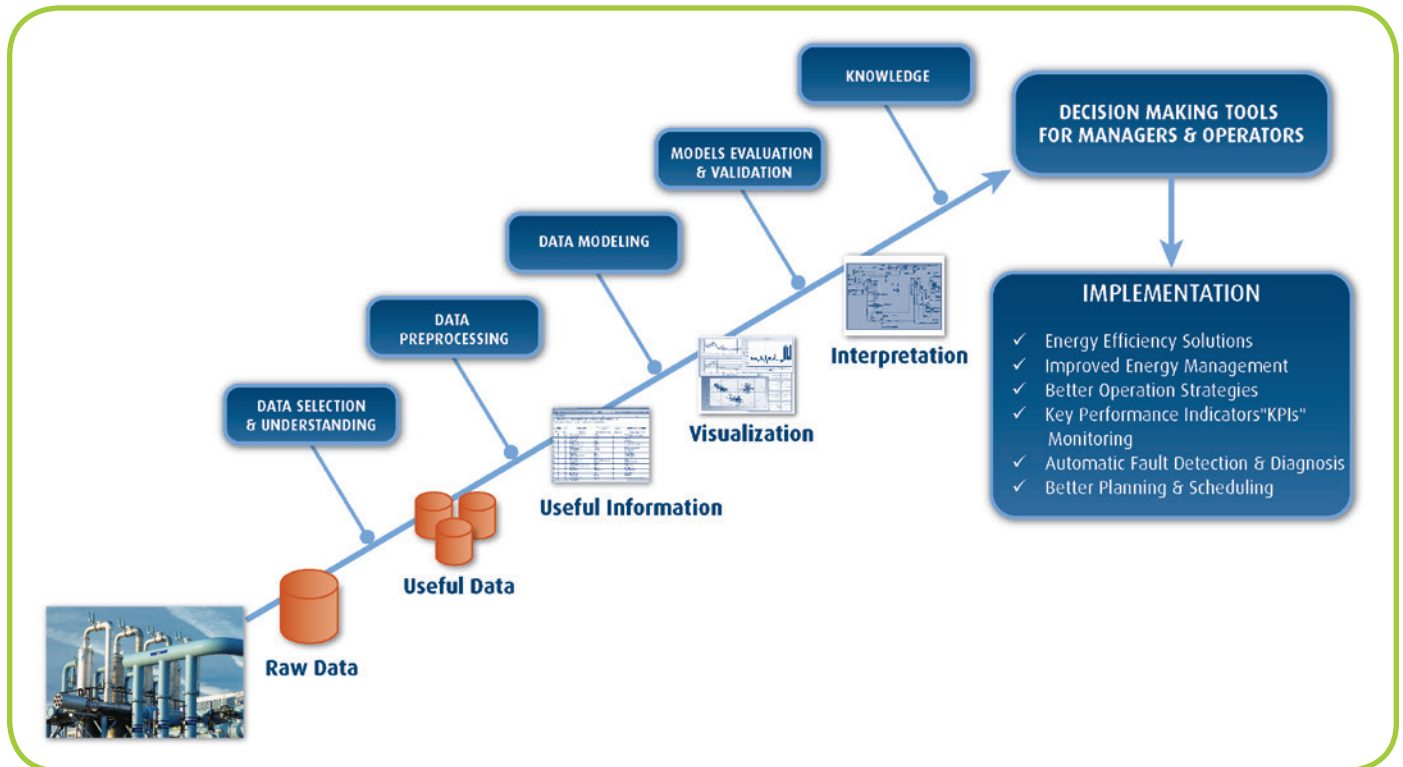 KNOWLEDGE
DECISION MAKING TOOLS
FOR MANAGERS & OPERATORS
MODELS EVALUATION
& VALIDATION
DATA MODELING
DATA
PREPROCESSING
DATA SELECTION
& UNDERSTANDING
Raw Data
Useful Data
Useful Information
Visualization
Interpretation
IMPLEMENTATION
✓ Energy Efficiency Solutions
✓ Improved Energy Management
✓ Better Operation Strategies
✓ Key Performance Indicators"KPIs"
Monitoring
✓ Automatic Fault Detection & Diagnosis
✓ Better Planning & Scheduling